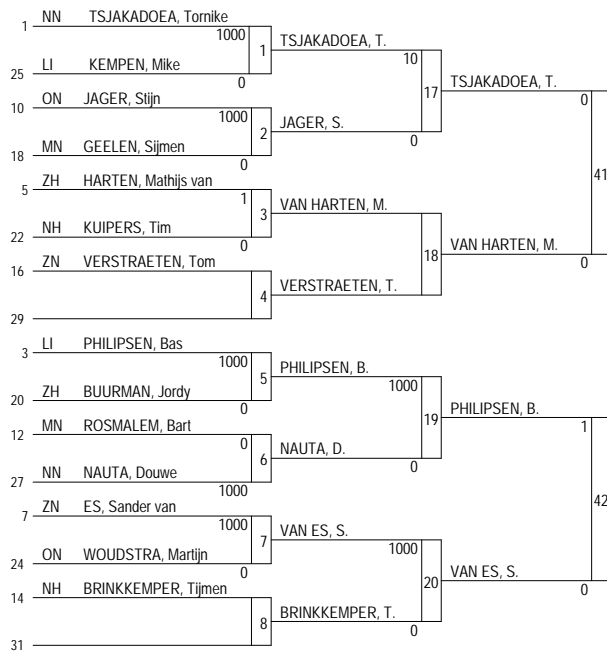 1 NN TSJAKADOEA, Tornike
1000 1 TSJAKADOEA, T.
10
25 LI KEMPEN, Mike
0
17 TSJAKADOEA, T.
0
10 ON JAGER, Stijn
1000 2 JAGER, S.
0
18 MN GEELEN, Sijmen
0
41
5 ZH HARTEN, Mathijs van
1 3 VAN HARTEN, M.
22 NH KUIPERS, Tim
0
18 VAN HARTEN, M.
0
16 ZN VERSTRAETEN, Tom
4 VERSTRAETEN, T.
29
3 LI PHILIPSEN, Bas
1000 5 PHILIPSEN, B.
1000
20 ZH BUURMAN, Jordy
0
19 PHILIPSEN, B.
1
12 MN ROSMALEM, Bart
0 6 NAUTA, D.
0
27 NN NAUTA, Douwe
1000
42
7 ZN ES, Sander van
1000 7 VAN ES, S.
1000
24 ON WOUDSTRA, Martijn
0
20 VAN ES, S.
0
14 NH BRINKKEMPER, Tijmen
8 BRINKKEMPER, T.
0
31